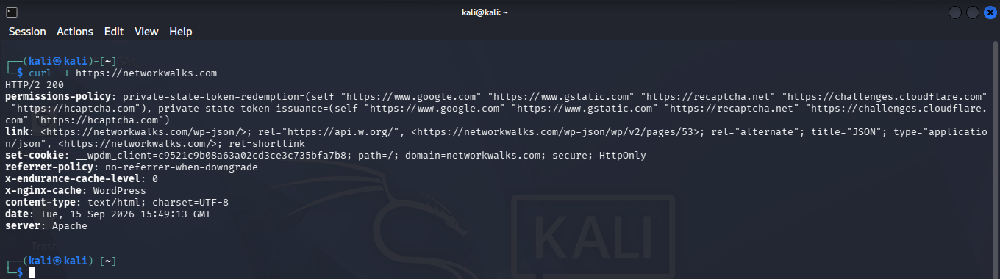 kali@kali: ~
Session Actions Edit View Help
┌──(kali㉿kali)-[~]
└─$ curl -I https://networkwalks.com
HTTP/2 200
permissions-policy: private-state-token-redemption=(self "https://www.google.com" "https://www.gstatic.com" "https://recaptcha.net" "https://challenges.cloudflare.com"
"https://hcaptcha.com"), private-state-token-issuance=(self "https://www.google.com" "https://www.gstatic.com" "https://recaptcha.net" "https://challenges.cloudflare.
com" "https://hcaptcha.com")
link: <https://networkwalks.com/wp-json/>; rel="https://api.w.org/", <https://networkwalks.com/wp-json/wp/v2/pages/53>; rel="alternate"; title="JSON"; type="applicatio
n/json", <https://networkwalks.com/>; rel=shortlink
set-cookie: __wpdm_client=c9521c9b08a63a02cd3ce3c735bfa7b8; path=/; domain=networkwalks.com; secure; HttpOnly
referrer-policy: no-referrer-when-downgrade
x-endurance-cache-level: 0
x-nginx-cache: WordPress
content-type: text/html; charset=UTF-8
date: Tue, 15 Sep 2026 15:49:13 GMT
server: Apache
Trash
KALI
┌──(kali㉿kali)-[~]
└─$